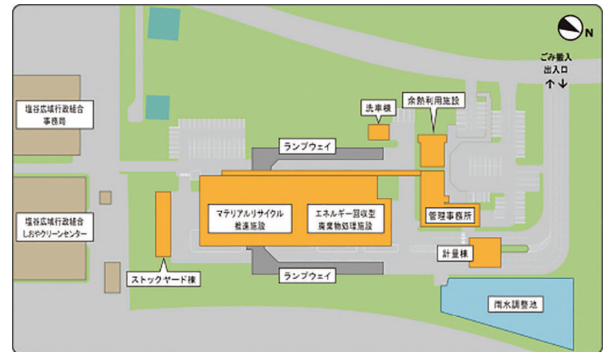 N
ごみ搬入
出入口
塩谷広域行政組合
事務局
洗車棟
余熱利用施設
ランプウェイ
塩谷広域行政組合
しおやクリーンセンター
マテリアルリサイクル
推進施設
エネルギー回収型
廃棄物処理施設
管理事務所
計量棟
ストックヤード棟
ランプウェイ
雨水調整池